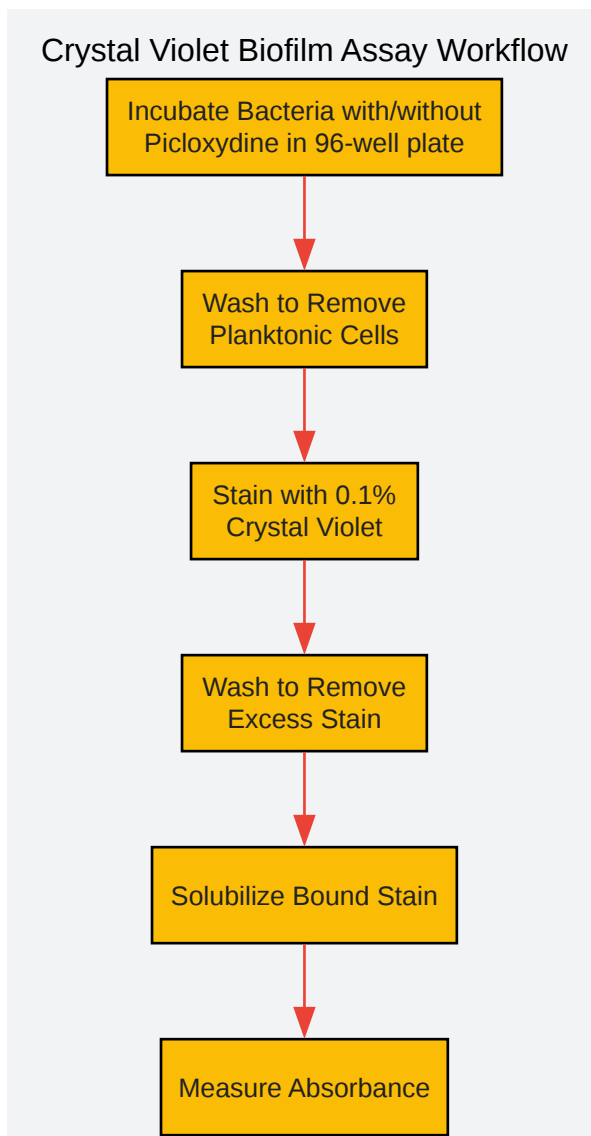 Crystal Violet Biofilm Assay Workflow
Incubate Bacteria with/without
Picloxydine in 96-well plate
Wash to Remove
Planktonic Cells
Stain with 0.1%
Crystal Violet
Wash to Remove
Excess Stain
Solubilize Bound Stain
Measure Absorbance